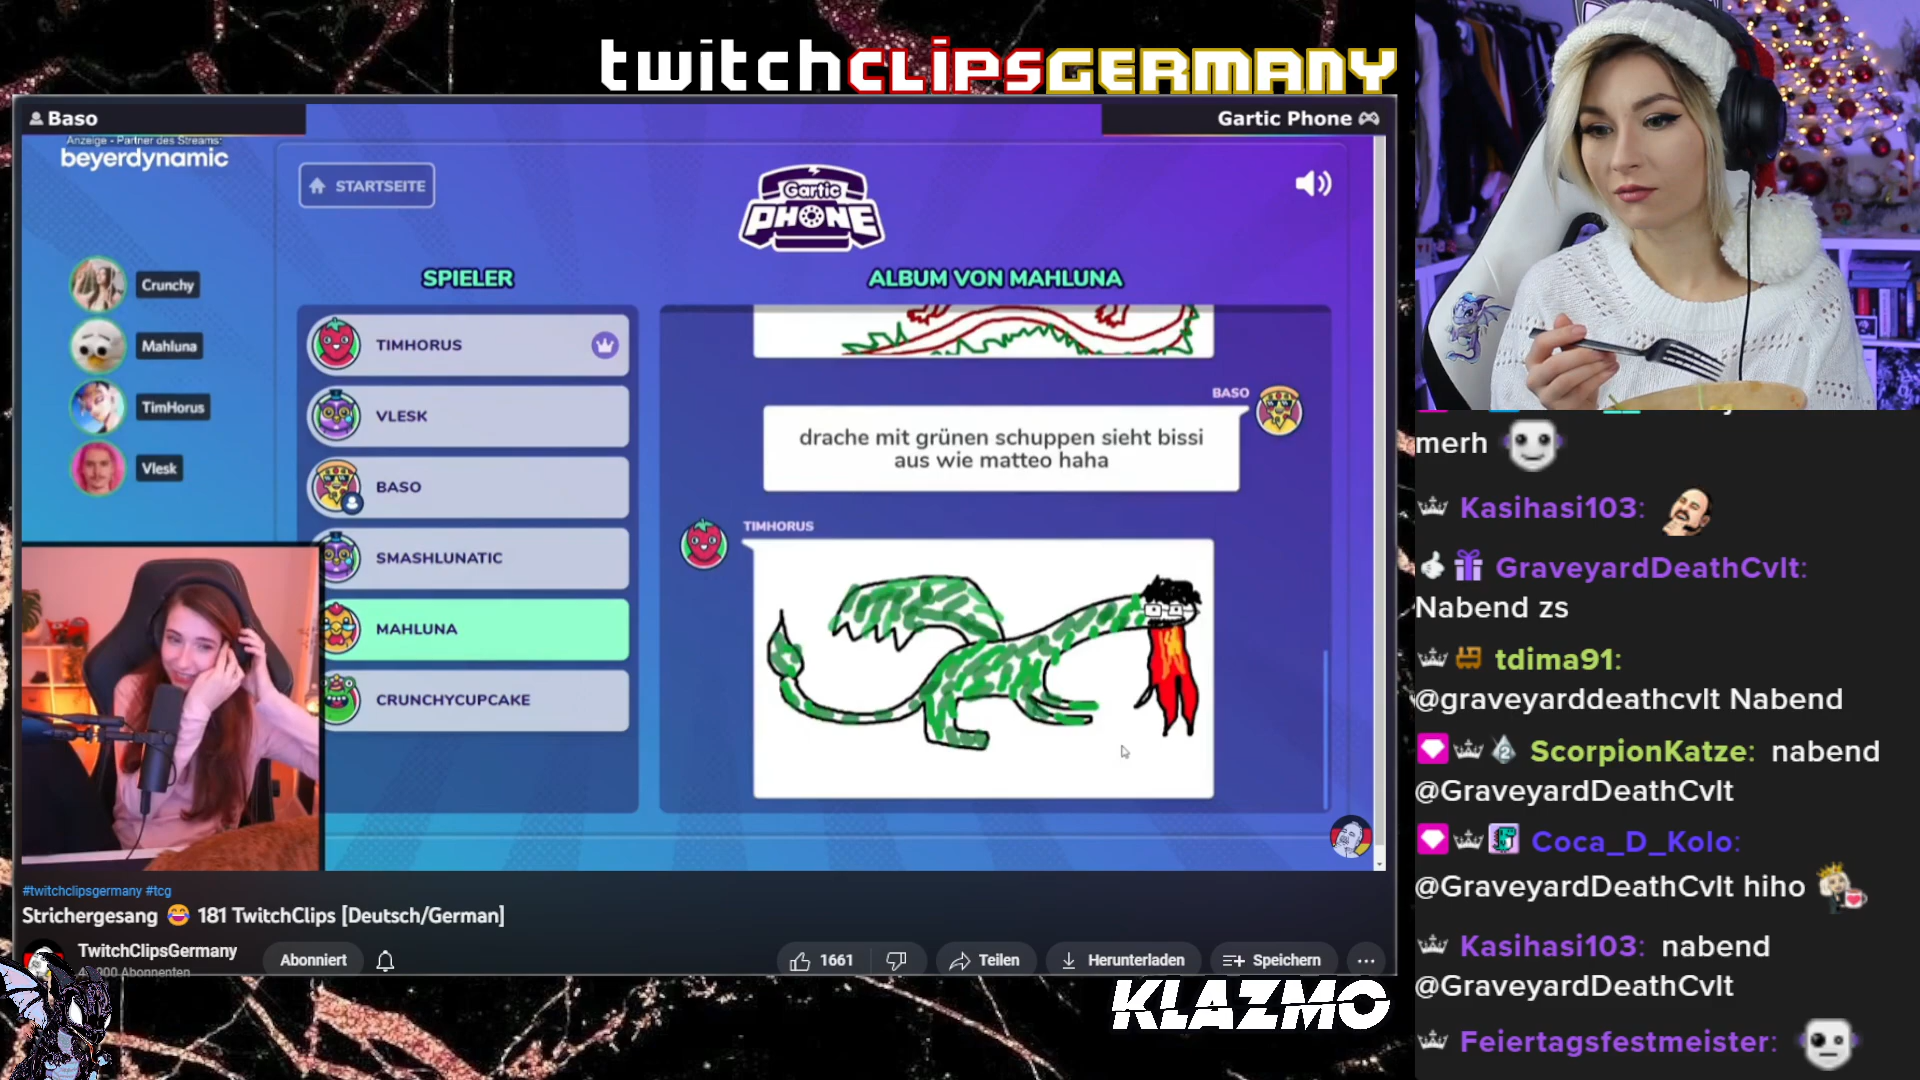 twitchclipsGERMANY
Baso
Gartic Phone
Anzeige - Partner des Streams:
beyerdynamic
STARTSEITE
Gartic
PHONE
SPIELER
ALBUM VON MAHLUNA
Crunchy
Mahluna
TimHorus
Vlesk
TIMHORUS
VLESK
BASO
SMASHLUNATIC
MAHLUNA
CRUNCHYCUPCAKE
BASO
drache mit grünen schuppen sieht bissi
aus wie matteo haha
TIMHORUS
#twitchclipsgermany #tcg
Strichergesang 😂 181 TwitchClips [Deutsch/German]
TwitchClipsGermany
Abonnenten
Abonniert
1661
Teilen
Herunterladen
Speichern
KLAZMO
merh
Kasihasi103:
GraveyardDeathCvlt:
Nabend zs
tdima91:
@graveyarddeathcvlt Nabend
ScorpionKatze: nabend
@GraveyardDeathCvlt
Coca_D_Kolo:
@GraveyardDeathCvlt hiho
Kasihasi103: nabend
@GraveyardDeathCvlt
Feiertagsfestmeister: